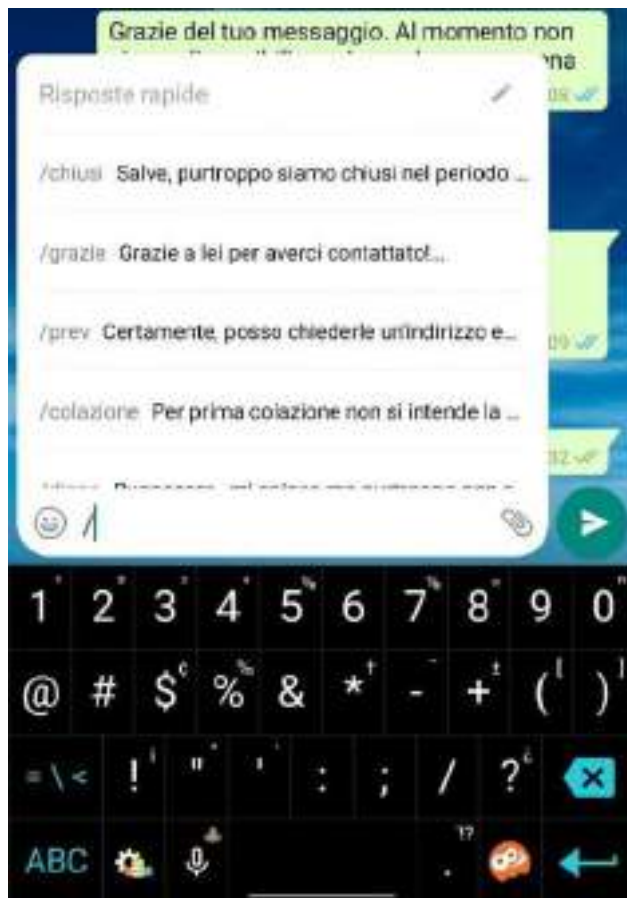 Grazie del tuo messaggio. Al momento non
Risposte rapide
/chiusi Salve, purtroppo siamo chiusi nel periodo ...
/grazie Grazie a lei per averci contattato!...
/prev Certamente, posso chiederle un'indirizzo e...
09
/colazione Per prima colazione non si intende la ...
/
1 2 3 4 5 6 7 8 9 0
@ # $ % & * - + ( )
= \ < ! " ' : ; / ?
ABC .